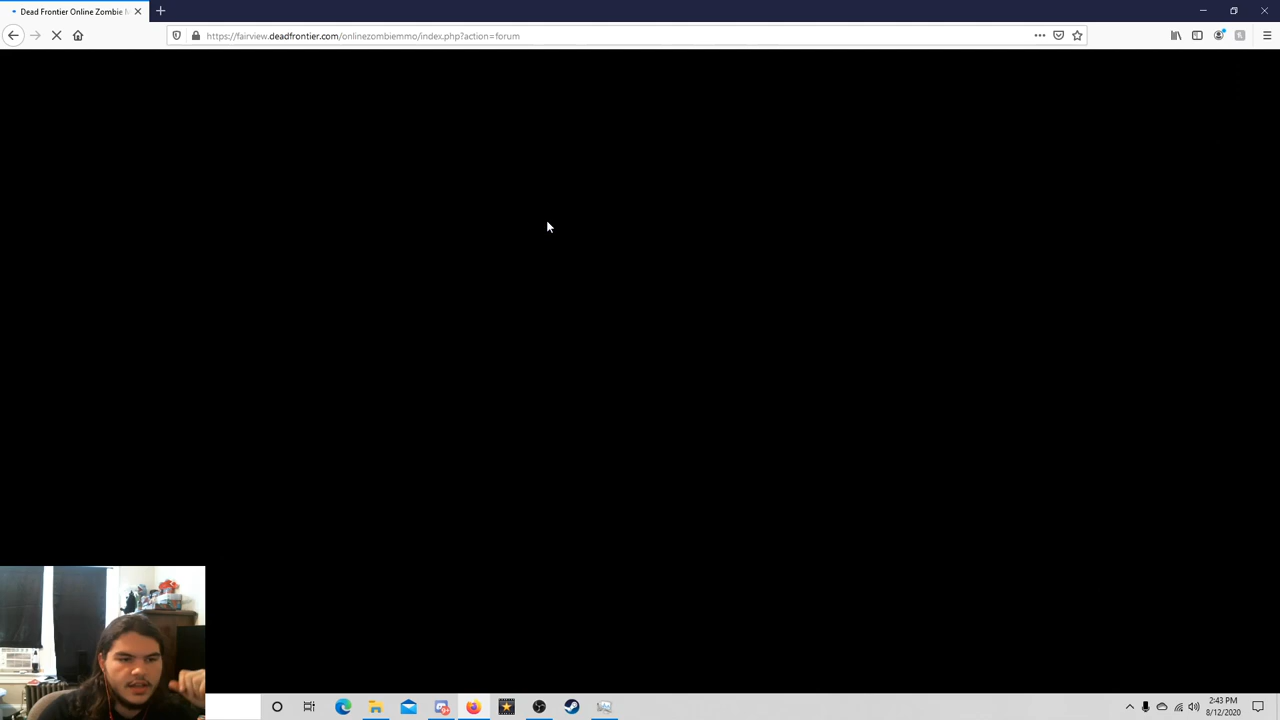 Dead Frontier Online Zombie M
https://fairview.deadfrontier.com/onlinezombiemmo/index.php?action=forum
2:43 PM
8/12/2020